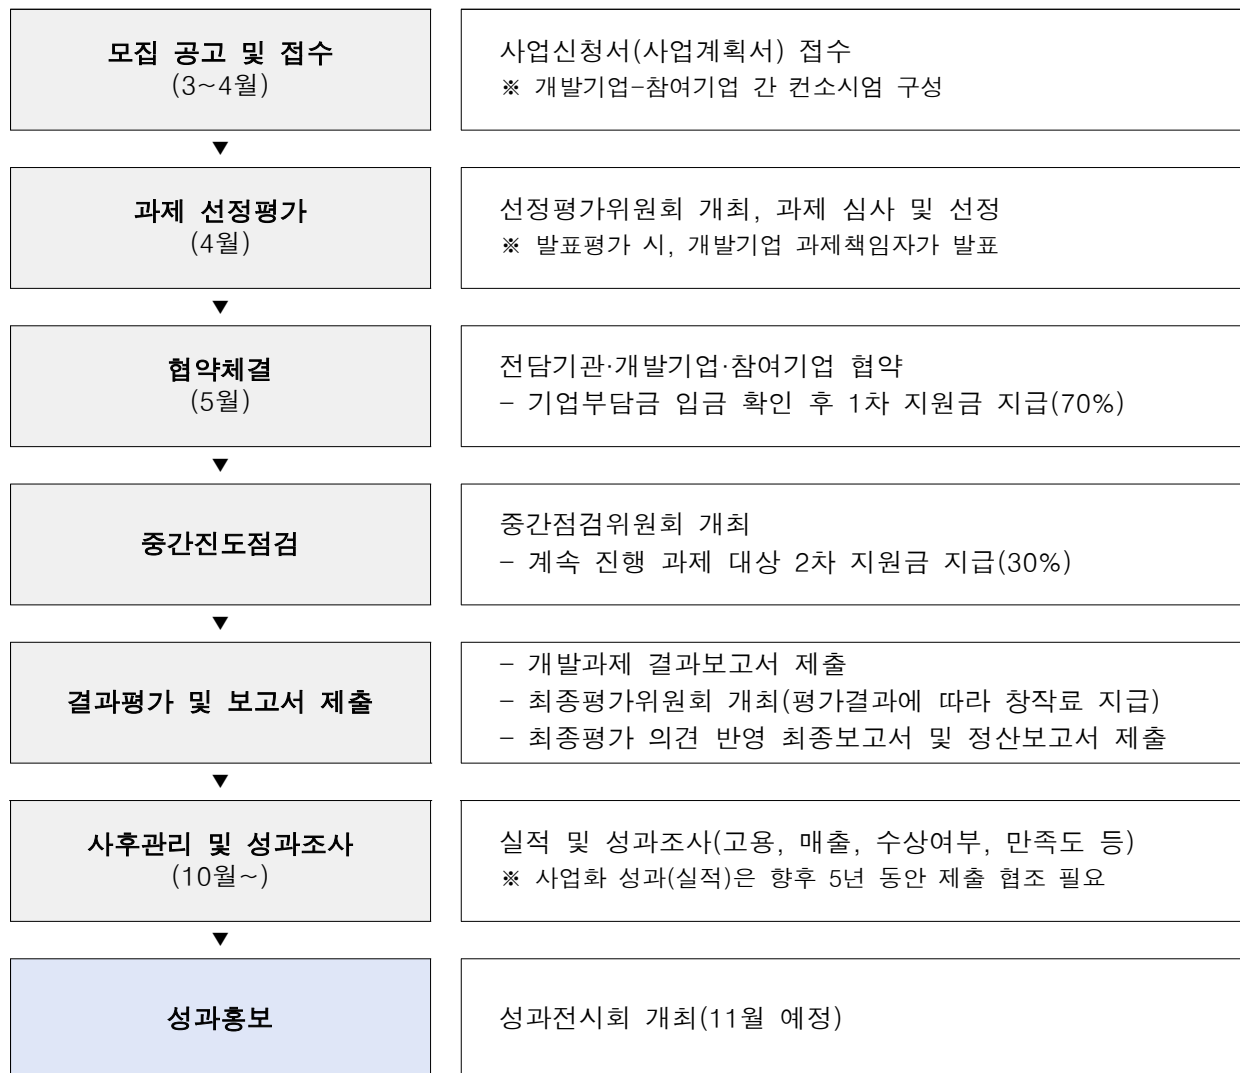 모집 공고 및 접수
(3~4월)
사업신청서(사업계획서) 접수
※ 개발기업-참여기업 간 컨소시엄 구성
▼
과제 선정평가
(4월)
선정평가위원회 개최, 과제 심사 및 선정
※ 발표평가 시, 개발기업 과제책임자가 발표
▼
협약체결
(5월)
전담기관·개발기업·참여기업 협약
- 기업부담금 입금 확인 후 1차 지원금 지급(70%)
▼
중간진도점검
중간점검위원회 개최
- 계속 진행 과제 대상 2차 지원금 지급(30%)
▼
결과평가 및 보고서 제출
- 개발과제 결과보고서 제출
- 최종평가위원회 개최(평가결과에 따라 창작료 지급)
- 최종평가 의견 반영 최종보고서 및 정산보고서 제출
▼
사후관리 및 성과조사
(10월~)
실적 및 성과조사(고용, 매출, 수상여부, 만족도 등)
※ 사업화 성과(실적)은 향후 5년 동안 제출 협조 필요
▼
성과홍보
성과전시회 개최(11월 예정)